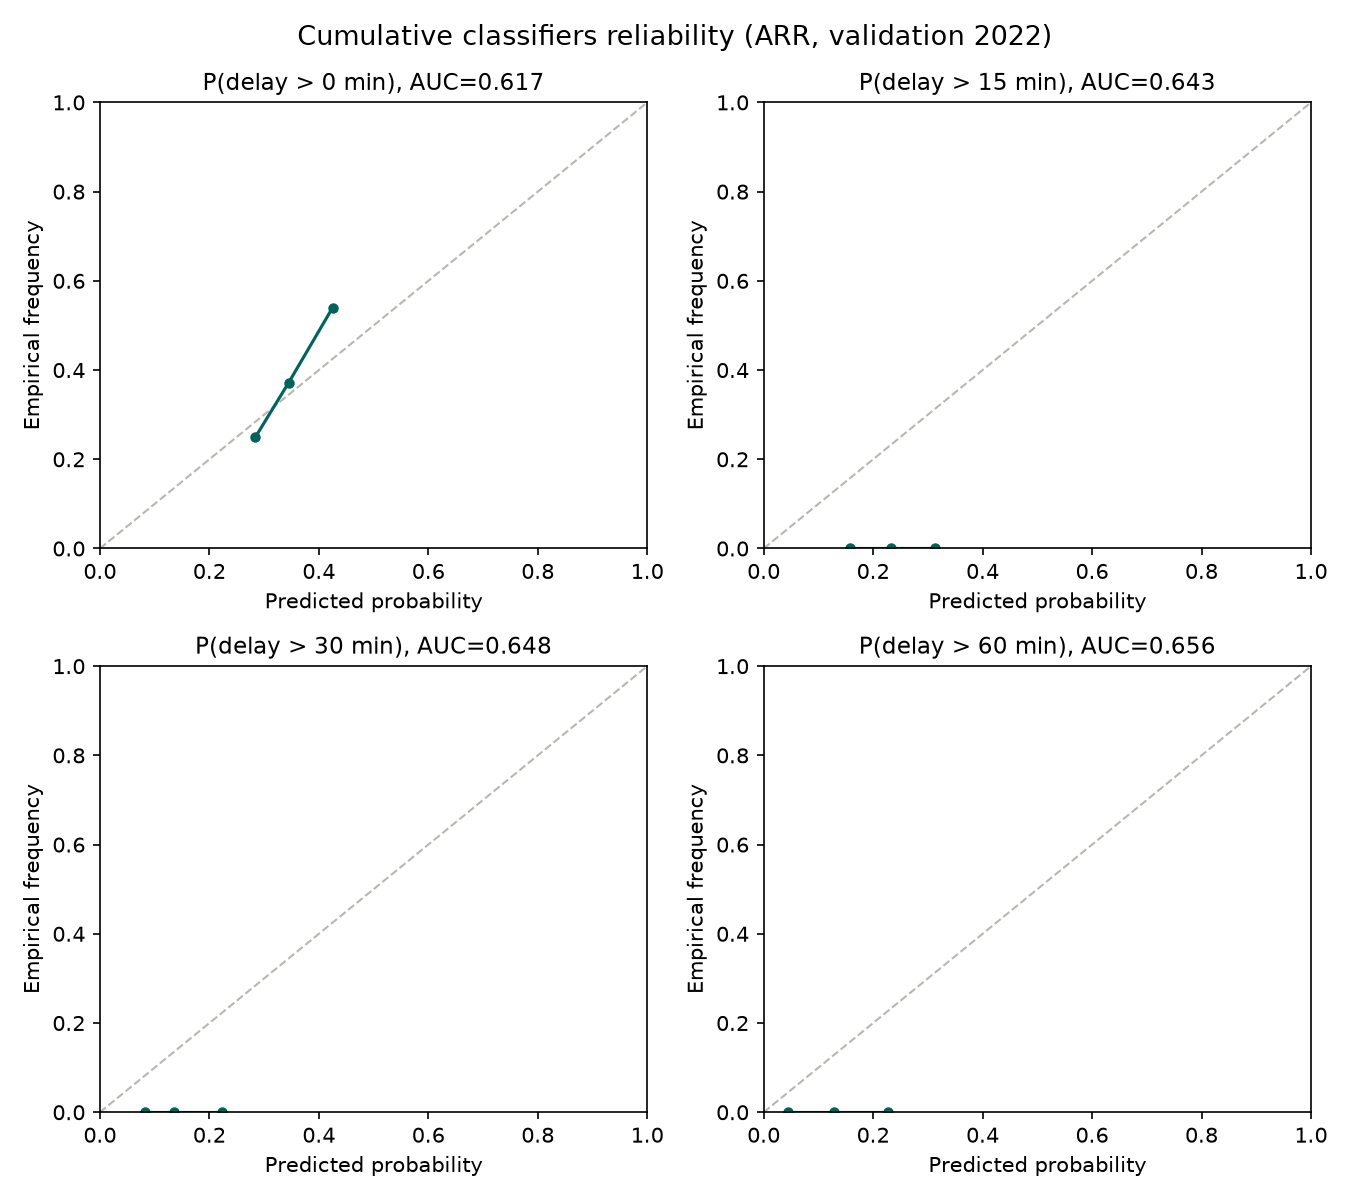 Cumulative classifiers reliability (ARR, validation 2022)
P(delay > 0 min), AUC=0.617
1.0
0.8
0.6
0.4
0.2
0.0
Empirical frequency
0.0 0.2 0.4 0.6 0.8 1.0
Predicted probability
P(delay > 15 min), AUC=0.643
1.0
0.8
0.6
0.4
0.2
0.0
Empirical frequency
0.0 0.2 0.4 0.6 0.8 1.0
Predicted probability
P(delay > 30 min), AUC=0.648
1.0
0.8
0.6
0.4
0.2
0.0
Empirical frequency
0.0 0.2 0.4 0.6 0.8 1.0
Predicted probability
P(delay > 60 min), AUC=0.656
1.0
0.8
0.6
0.4
0.2
0.0
Empirical frequency
0.0 0.2 0.4 0.6 0.8 1.0
Predicted probability